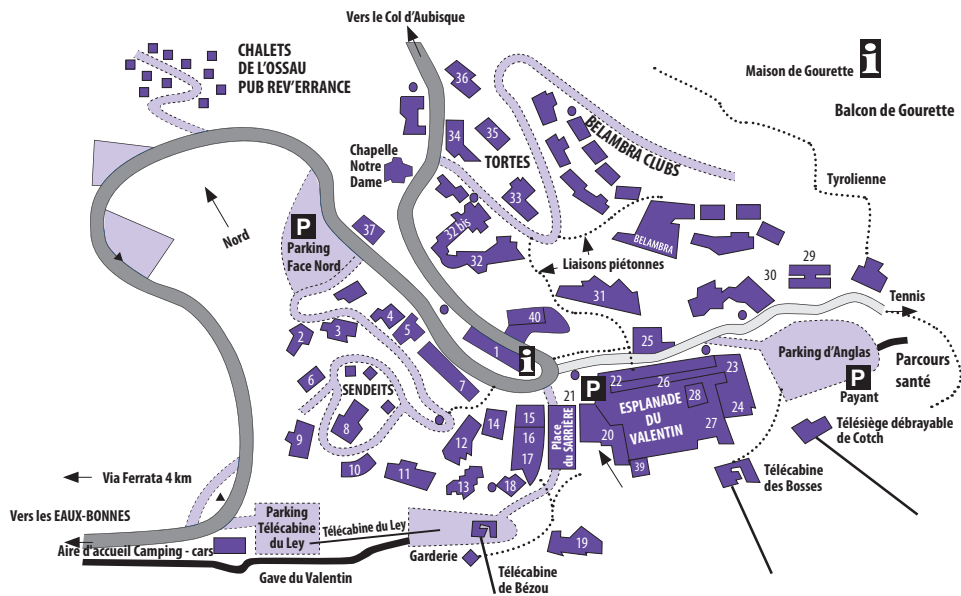 Vers le Col d'Aubisque
CHALETS
DE L'OSSAU
PUB REV'ERRANCE
Maison de Gourette i
Balcon de Gourette
36
34
35
TORTES
BELAMBRA CLUBS
Chapelle
Notre
Dame
Tyrolienne
33
32 bis
32
Nord
P
Parking
Face Nord
37
BELAMBRA
Liaisons piétonnes
29
30
31
Tennis
40
4
5
3
2
1
i
25
7
6
SENDEITS
8
9
10
11
12
13
14
15
16
17
18
21
Place
du SARRIÈRE
P
22
26
23
28
ESPLANADE
DU
VALENTIN
24
27
20
39
Parking d'Anglas
P
Payant
Parcours
santé
Télésiège débrayable
de Cotch
Télécabine
des Bosses
Via Ferrata 4 km
Vers les EAUX-BONNES
Parking
Télécabine
du Ley
Télécabine du Ley
Aire d'accueil Camping - cars
Garderie
Gave du Valentin
Télécabine
de Bézou
19